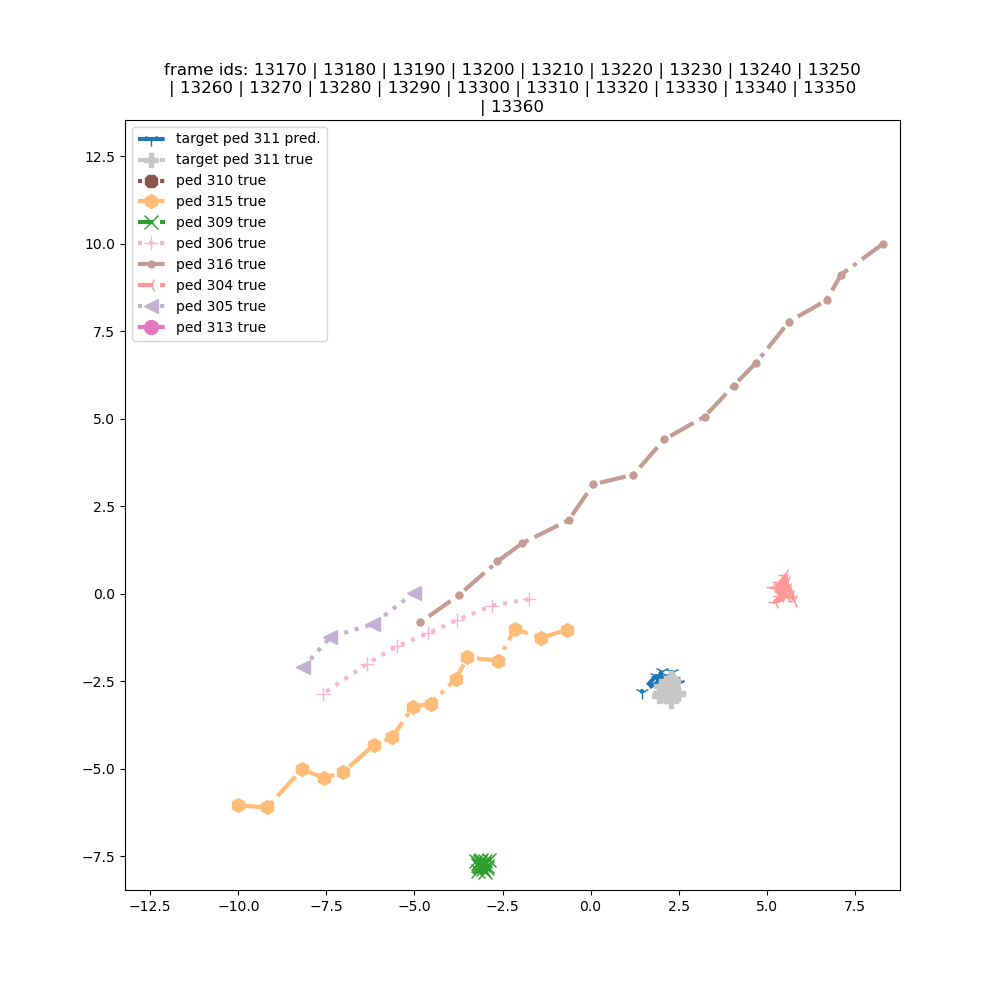 frame ids: 13170 | 13180 | 13190 | 13200 | 13210 | 13220 | 13230 | 13240 | 13250
| 13260 | 13270 | 13280 | 13290 | 13300 | 13310 | 13320 | 13330 | 13340 | 13350
| 13360
target ped 311 pred.
target ped 311 true
ped 310 true
ped 315 true
ped 309 true
ped 306 true
ped 316 true
ped 304 true
ped 305 true
ped 313 true
12.5
10.0
7.5
5.0
2.5
0.0
−2.5
−5.0
−7.5
−12.5
−10.0
−7.5
−5.0
−2.5
0.0
2.5
5.0
7.5